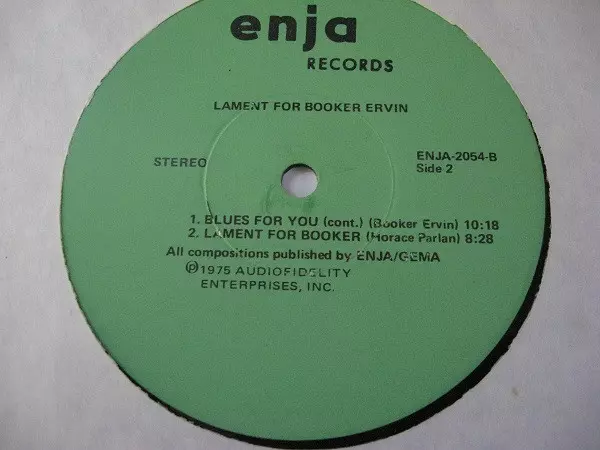 enja
RECORDS
LAMENT FOR BOOKER ERVIN
STEREO
ENJA-2054-B
Side 2
1. BLUES FOR YOU (cont.) (Booker Ervin) 10:18
2. LAMENT FOR BOOKER (Horace Parlan) 8:28
All compositions published by ENJA/GEMA
℗1975 AUDIOFIDELITY
ENTERPRISES, INC.